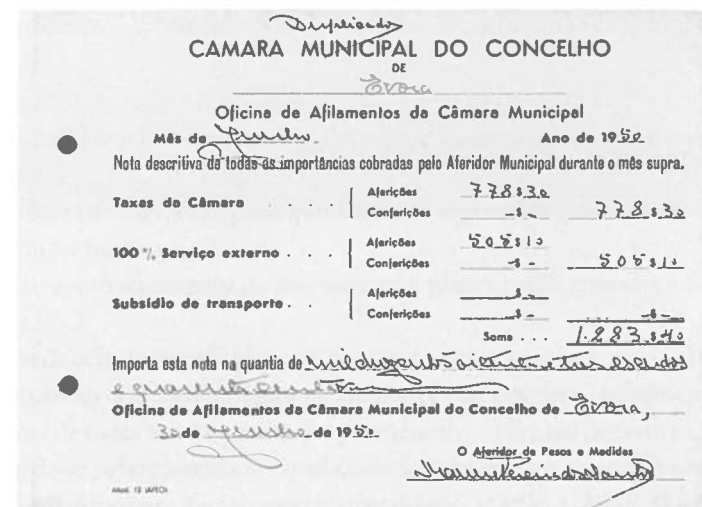 Duplicado
CAMARA MUNICIPAL DO CONCELHO
DE
Évora
Oficina de Afilamentos da Câmara Municipal
Mês de Junho Ano de 1950
Nota descritiva de todas as importâncias cobradas pelo Aferidor Municipal durante o mês supra.
Taxas da Câmara . . . . Aferições 778$30
Conferições -$- 778$30
100% Serviço externo . . . Aferições 505$10
Conferições -$- 505$10
Subsídio de transporte . . . Aferições -$-
Conferições -$- -$-
Soma . . . 1.283$40
Importa esta nota na quantia de mil duzentos oitenta e tres escudos
e quarenta centavos
Oficina de Afilamentos da Câmara Municipal do Concelho de Évora,
30 de Junho de 1950
O Aferidor de Pesos e Medidas